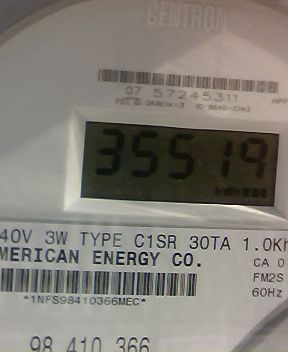 CENTRON®
07 57245311
35519
kWh
40V 3W TYPE C1SR 30TA 1.0Kh
MERICAN ENERGY CO.
CA 0
FM2S
60Hz
*1NFS98410366MEC*
98 410 366